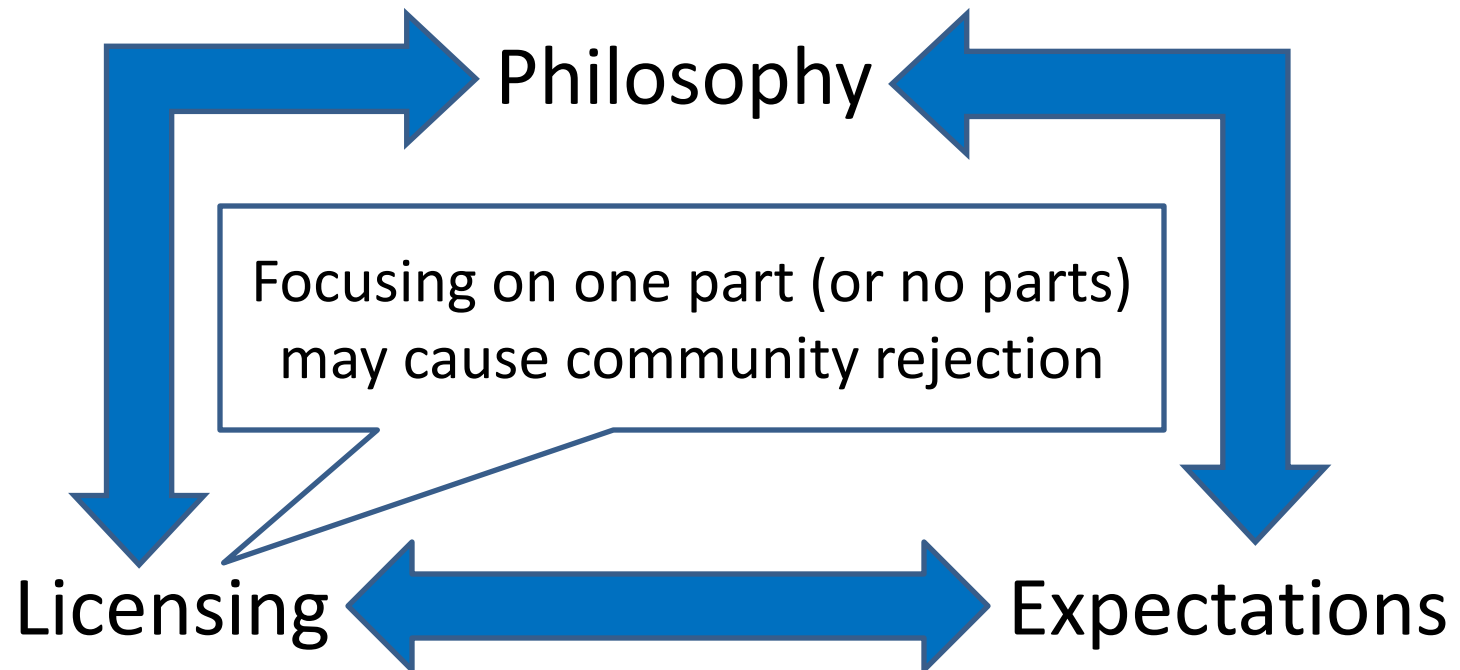 Philosophy
Focusing on one part (or no parts)
may cause community rejection
Licensing
Expectations